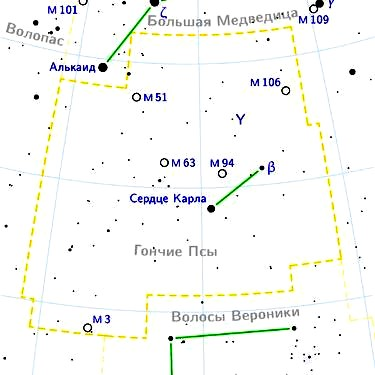 M 101
Большая Медведица
γ
ζ
M 109
Волопас
Алькаид
M 51
M 106
Y
M 63
M 94
β
Сердце Карла
Гончие Псы
Волосы Вероники
M 3